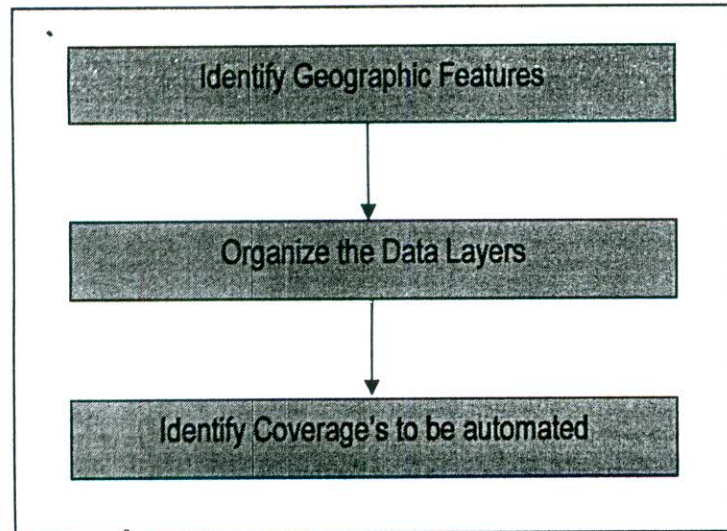 Identify Geographic Features
Organize the Data Layers
Identify Coverage's to be automated